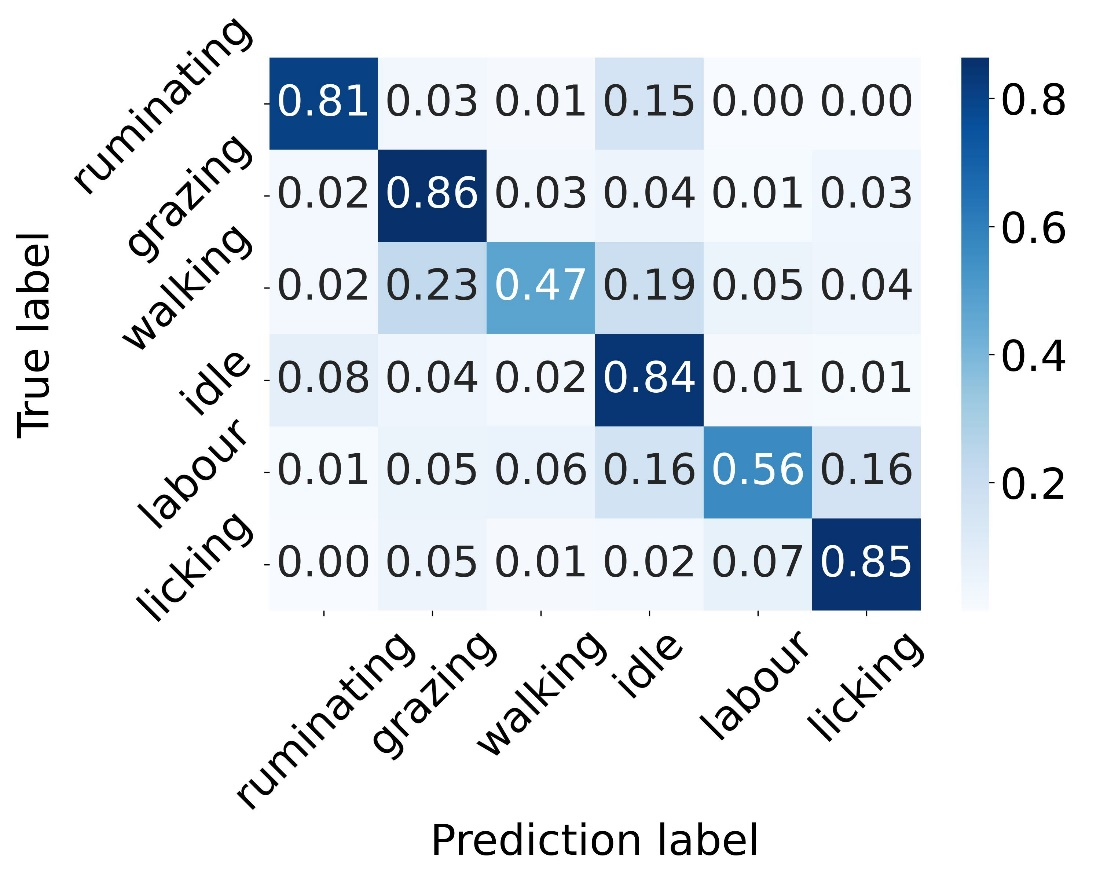 True label
ruminating 0.81 0.03 0.01 0.15 0.00 0.00
grazing 0.02 0.86 0.03 0.04 0.01 0.03
walking 0.02 0.23 0.47 0.19 0.05 0.04
idle 0.08 0.04 0.02 0.84 0.01 0.01
labour 0.01 0.05 0.06 0.16 0.56 0.16
licking 0.00 0.05 0.01 0.02 0.07 0.85
ruminating grazing walking idle labour licking
Prediction label
0.8
0.6
0.4
0.2